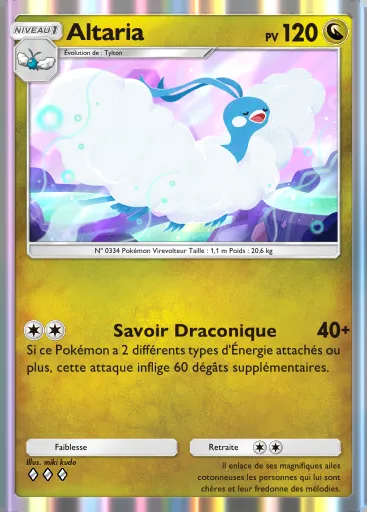 NIVEAU 1
Altaria
PV 120
Évolution de : Tylton
N° 0334 Pokémon Virevolteur Taille : 1,1 m Poids : 20.6 kg
Savoir Draconique 40+
Si ce Pokémon a 2 différents types d'Énergie attachés ou
plus, cette attaque inflige 60 dégâts supplémentaires.
Faiblesse
Retraite
Illus. miki kudo
Il enlace de ses magnifiques ailes
cotonneuses les personnes qui lui sont
chères et leur fredonne des mélodies.